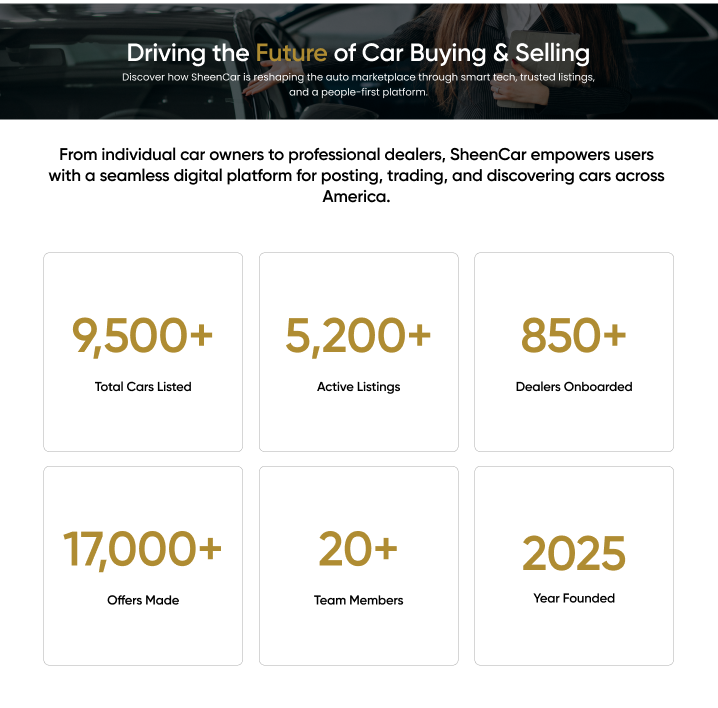 Driving the Future of Car Buying & Selling
Discover how SheenCar is reshaping the auto marketplace through smart tech, trusted listings,
and a people-first platform.
From individual car owners to professional dealers, SheenCar empowers users
with a seamless digital platform for posting, trading, and discovering cars across
America.
9,500+
Total Cars Listed
5,200+
Active Listings
850+
Dealers Onboarded
17,000+
Offers Made
20+
Team Members
2025
Year Founded